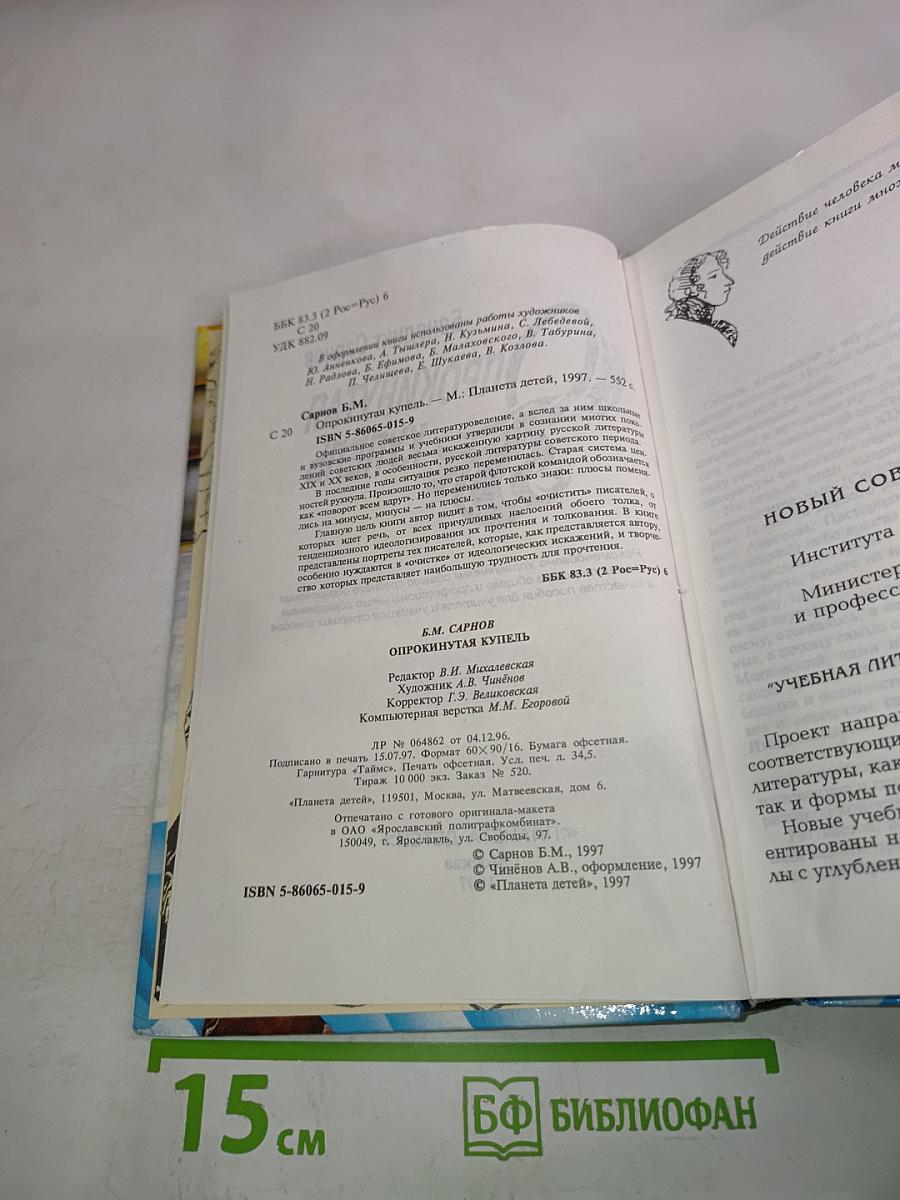 ББК 83.3 (2 Рос=Рус) 6
С 20
УДК 882.09
В оформлении книги использованы работы художников
Ю. Анненкова, А. Тышлера, Н. Кузьмина, С. Лебедевой,
Н. Радлова, Б. Ефимова, Б. Малаховского, В. Табурина,
П. Челищева, Е. Шукаева, В. Козлова.
Сарнов Б.М.
С 20 Опрокинутая купель. — М.: Планета детей, 1997. — 552 с.
ISBN 5-86065-015-9
Официальное советское литературоведение, а вслед за ним школьные
и вузовские программы и учебники утвердили в сознании многих поко-
лений советских людей весьма искаженную картину русской литературы
XIX и XX веков, в особенности, русской литературы советского периода.
В последние годы ситуация резко переменилась. Старая система цен-
ностей рухнула. Произошло то, что старой флотской командой обозначается
как «поворот всем вдруг». Но переменились только знаки: плюсы поменя-
лись на минусы, минусы — на плюсы.
Главную цель книги автор видит в том, чтобы «очистить» писателей, о
которых идет речь, от всех причудливых наслоений обоего толка, от
тенденциозного идеологизирования их прочтения и толкования. В книге
представлены портреты тех писателей, которые, как представляется автору,
особенно нуждаются в «очистке» от идеологических искажений, и творче-
ство которых представляет наибольшую трудность для прочтения.
ББК 83.3 (2 Рос=Рус) 6
Б.М. САРНОВ
ОПРОКИНУТАЯ КУПЕЛЬ
Редактор В.И. Михалевская
Художник А.В. Чинёнов
Корректор Г.Э. Великовская
Компьютерная верстка М.М. Егоровой
ЛР № 064862 от 04.12.96.
Подписано в печать 15.07.97. Формат 60×90/16. Бумага офсетная.
Гарнитура «Таймс». Печать офсетная. Усл. печ. л. 34,5.
Тираж 10 000 экз. Заказ № 520.
«Планета детей», 119501, Москва, ул. Матвеевская, дом 6.
Отпечатано с готового оригинала-макета
в ОАО «Ярославский полиграфкомбинат».
150049, г. Ярославль, ул. Свободы, 97.
© Сарнов Б.М., 1997
© Чинёнов А.В., оформление, 1997
© «Планета детей», 1997
ISBN 5-86065-015-9
Действие человека
действие книги
НОВЫЙ
Института
и
"УЧЕБНАЯ
Проект
литературы,
так и формы
Новые
лы с
15 см
БФ БИБЛИОФАН